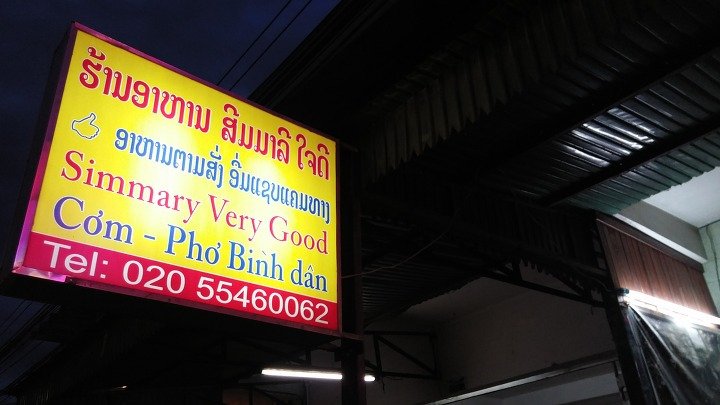 ຮ້ານອາຫານ ສີມມາລີ ໃຈດີ
ອາຫານຕາມສັ່ງ ອີ່ມແຊບແຄມທາງ
Simmary Very Good
Cơm - Phơ Bình dân
Tel: 020 55460062